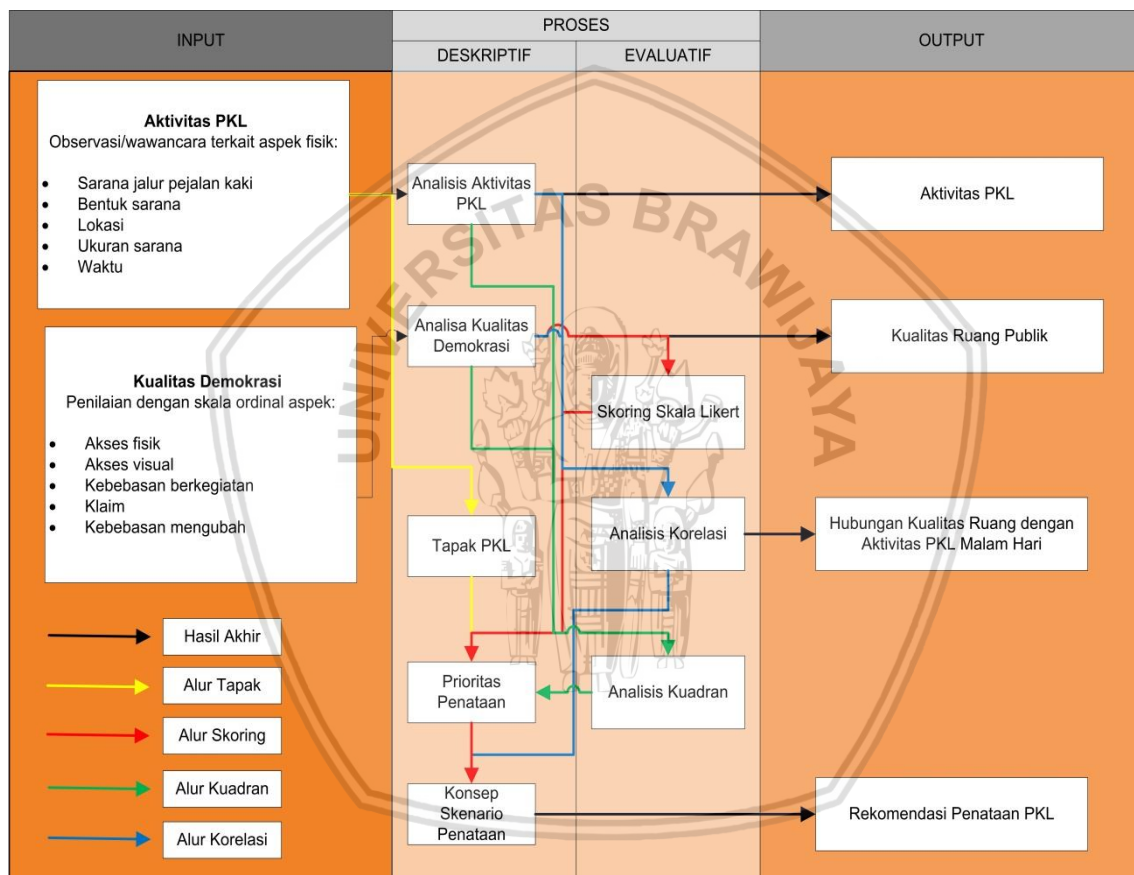 INPUT
PROSES
DESKRIPTIF
EVALUATIF
OUTPUT
Aktivitas PKL
Observasi/wawancara terkait aspek fisik:
• Sarana jalur pejalan kaki
• Bentuk sarana
• Lokasi
• Ukuran sarana
• Waktu
Kualitas Demokrasi
Penilaian dengan skala ordinal aspek:
• Akses fisik
• Akses visual
• Kebebasan berkegiatan
• Klaim
• Kebebasan mengubah
Hasil Akhir
Alur Tapak
Alur Skoring
Alur Kuadran
Alur Korelasi
Analisis Aktivitas
PKL
Analisa Kualitas
Demokrasi
Skoring Skala Likert
Tapak PKL
Analisis Korelasi
Prioritas
Penataan
Analisis Kuadran
Konsep
Skenario
Penataan
Aktivitas PKL
Kualitas Ruang Publik
Hubungan Kualitas Ruang dengan
Aktivitas PKL Malam Hari
Rekomendasi Penataan PKL
UNIVERSITAS BRAWIJAYA